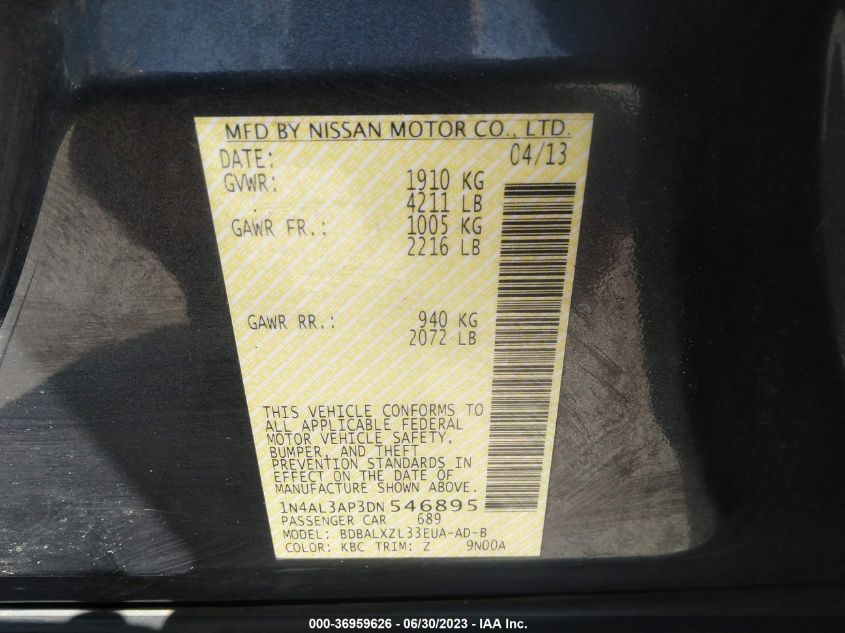 MFD BY NISSAN MOTOR CO., LTD.
DATE: 04/13
GVWR: 1910 KG
4211 LB
GAWR FR.: 1005 KG
2216 LB
GAWR RR.: 940 KG
2072 LB
THIS VEHICLE CONFORMS TO
ALL APPLICABLE FEDERAL
MOTOR VEHICLE SAFETY,
BUMPER, AND THEFT
PREVENTION STANDARDS IN
EFFECT ON THE DATE OF
MANUFACTURE SHOWN ABOVE.
1N4AL3AP3DN546895
PASSENGER CAR 689
MODEL: BDBALXZL33EUA-AD-B
COLOR: KBC TRIM: Z 9N00A
000-36959626 - 06/30/2023 - IAA Inc.